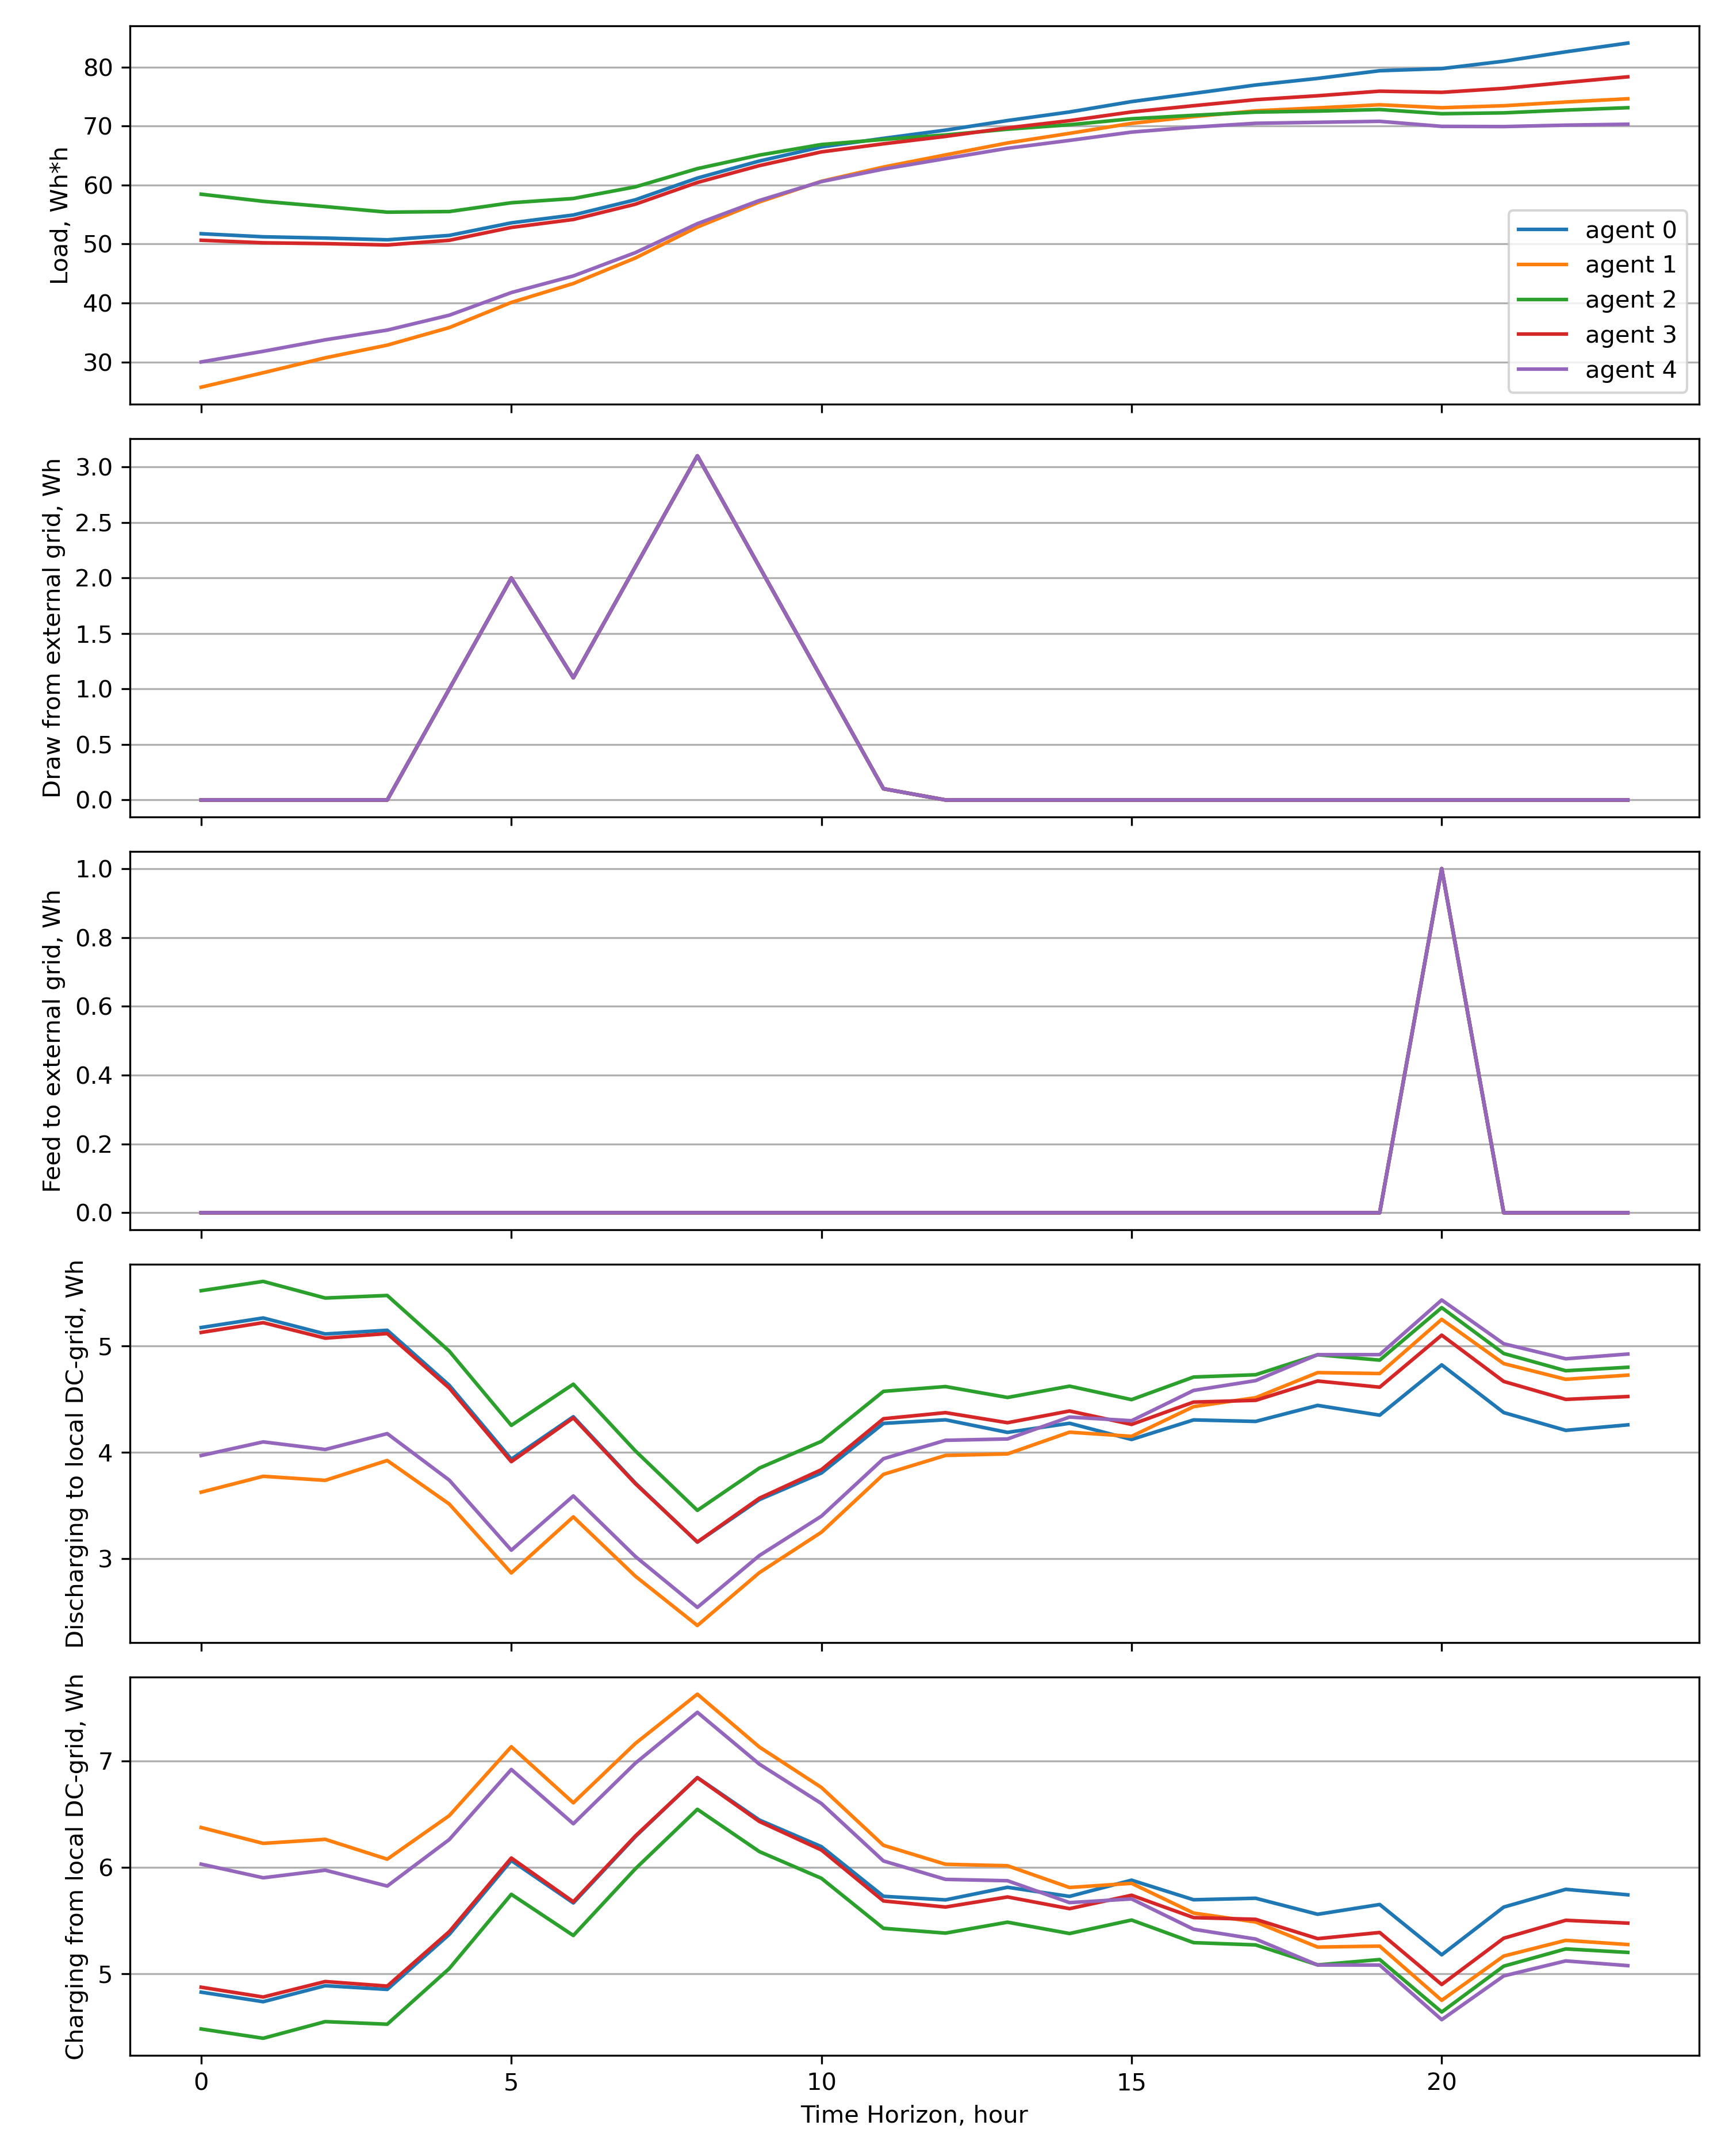 Load, Wh*h
80
70
60
50
40
30
agent 0
agent 1
agent 2
agent 3
agent 4
Draw from external grid, Wh
3.0
2.5
2.0
1.5
1.0
0.5
0.0
Feed to external grid, Wh
1.0
0.8
0.6
0.4
0.2
0.0
Discharging to local DC-grid, Wh
5
4
3
Charging from local DC-grid, Wh
7
6
5
0 5 10 15 20
Time Horizon, hour